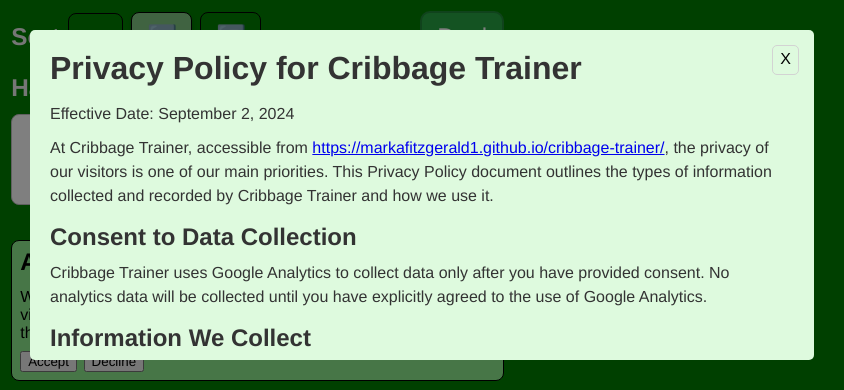 Privacy Policy for Cribbage Trainer
X
Effective Date: September 2, 2024
At Cribbage Trainer, accessible from https://markafitzgerald1.github.io/cribbage-trainer/, the privacy of
our visitors is one of our main priorities. This Privacy Policy document outlines the types of information
collected and recorded by Cribbage Trainer and how we use it.
Consent to Data Collection
Cribbage Trainer uses Google Analytics to collect data only after you have provided consent. No
analytics data will be collected until you have explicitly agreed to the use of Google Analytics.
Information We Collect
Accept Decline